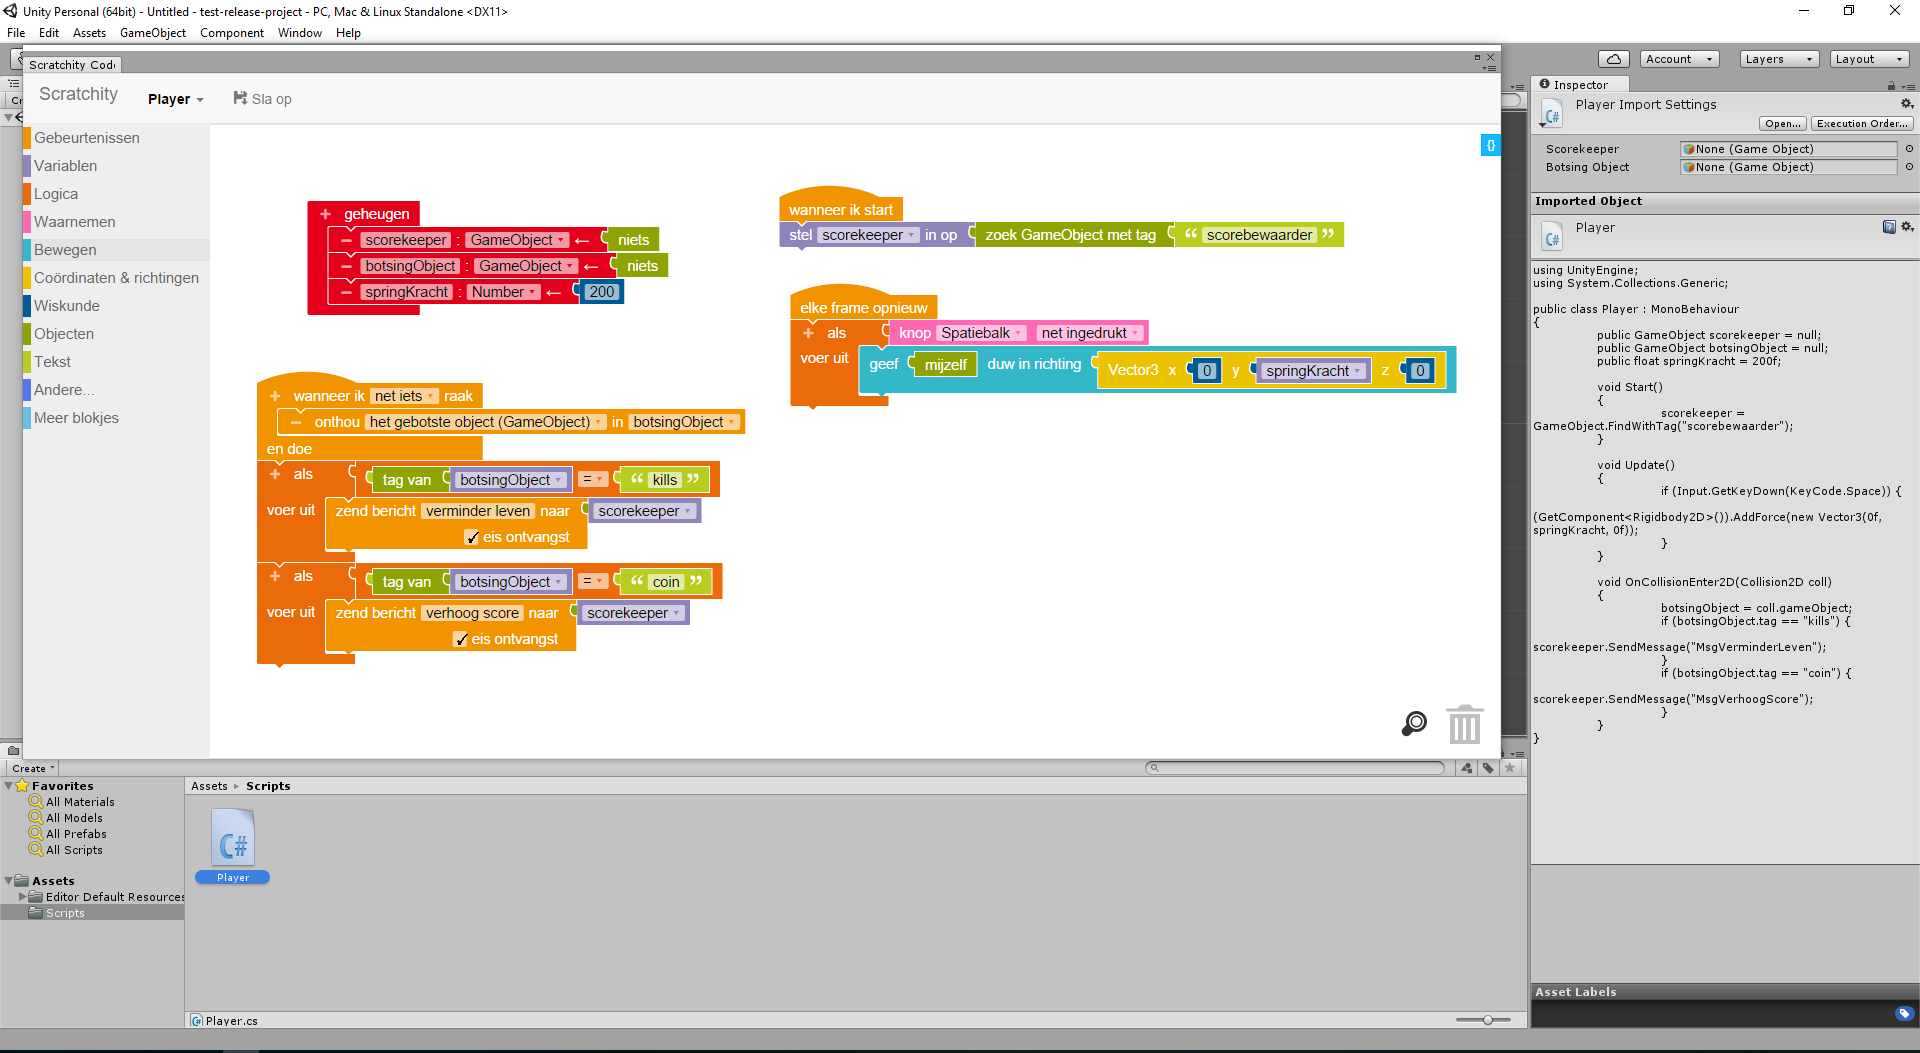 Unity Personal (64bit) - Untitled - test-release-project - PC, Mac & Linux Standalone <DX11>
File Edit Assets GameObject Component Window Help
Account Layers Layout
Scratchity Code
Scratchity Player Sla op
Gebeurtenissen
Variablen
Logica
Waarnemen
Bewegen
Coördinaten & richtingen
Wiskunde
Objecten
Tekst
Andere...
Meer blokjes
{}
+ geheugen
− scorekeeper : GameObject ← niets
− botsingObject : GameObject ← niets
− springKracht : Number ← 200
+ wanneer ik net iets raak
− onthou het gebotste object (GameObject) in botsingObject
en doe
+ als tag van botsingObject = “ kills ”
voer uit zend bericht verminder leven naar scorekeeper
✓ eis ontvangst
+ als tag van botsingObject = “ coin ”
voer uit zend bericht verhoog score naar scorekeeper
✓ eis ontvangst
wanneer ik start
stel scorekeeper in op zoek GameObject met tag “ scorebewaarder ”
elke frame opnieuw
+ als knop Spatiebalk net ingedrukt
voer uit geef mijzelf duw in richting Vector3 x 0 y springKracht z 0
Inspector
Player Import Settings
Open... Execution Order...
Scorekeeper None (Game Object)
Botsing Object None (Game Object)
Imported Object
Player
using UnityEngine;
using System.Collections.Generic;
public class Player : MonoBehaviour
{
public GameObject scorekeeper = null;
public GameObject botsingObject = null;
public float springKracht = 200f;
void Start()
{
scorekeeper =
GameObject.FindWithTag("scorebewaarder");
}
void Update()
{
if (Input.GetKeyDown(KeyCode.Space)) {
(GetComponent<Rigidbody2D>()).AddForce(new Vector3(0f,
springKracht, 0f));
}
}
void OnCollisionEnter2D(Collision2D coll)
{
botsingObject = coll.gameObject;
if (botsingObject.tag == "kills") {
scorekeeper.SendMessage("MsgVerminderLeven");
}
if (botsingObject.tag == "coin") {
scorekeeper.SendMessage("MsgVerhoogScore");
}
}
}
Asset Labels
Create
Favorites
All Materials
All Models
All Prefabs
All Scripts
Assets
Editor Default Resources
Scripts
Assets ▸ Scripts
C#
Player
Player.cs